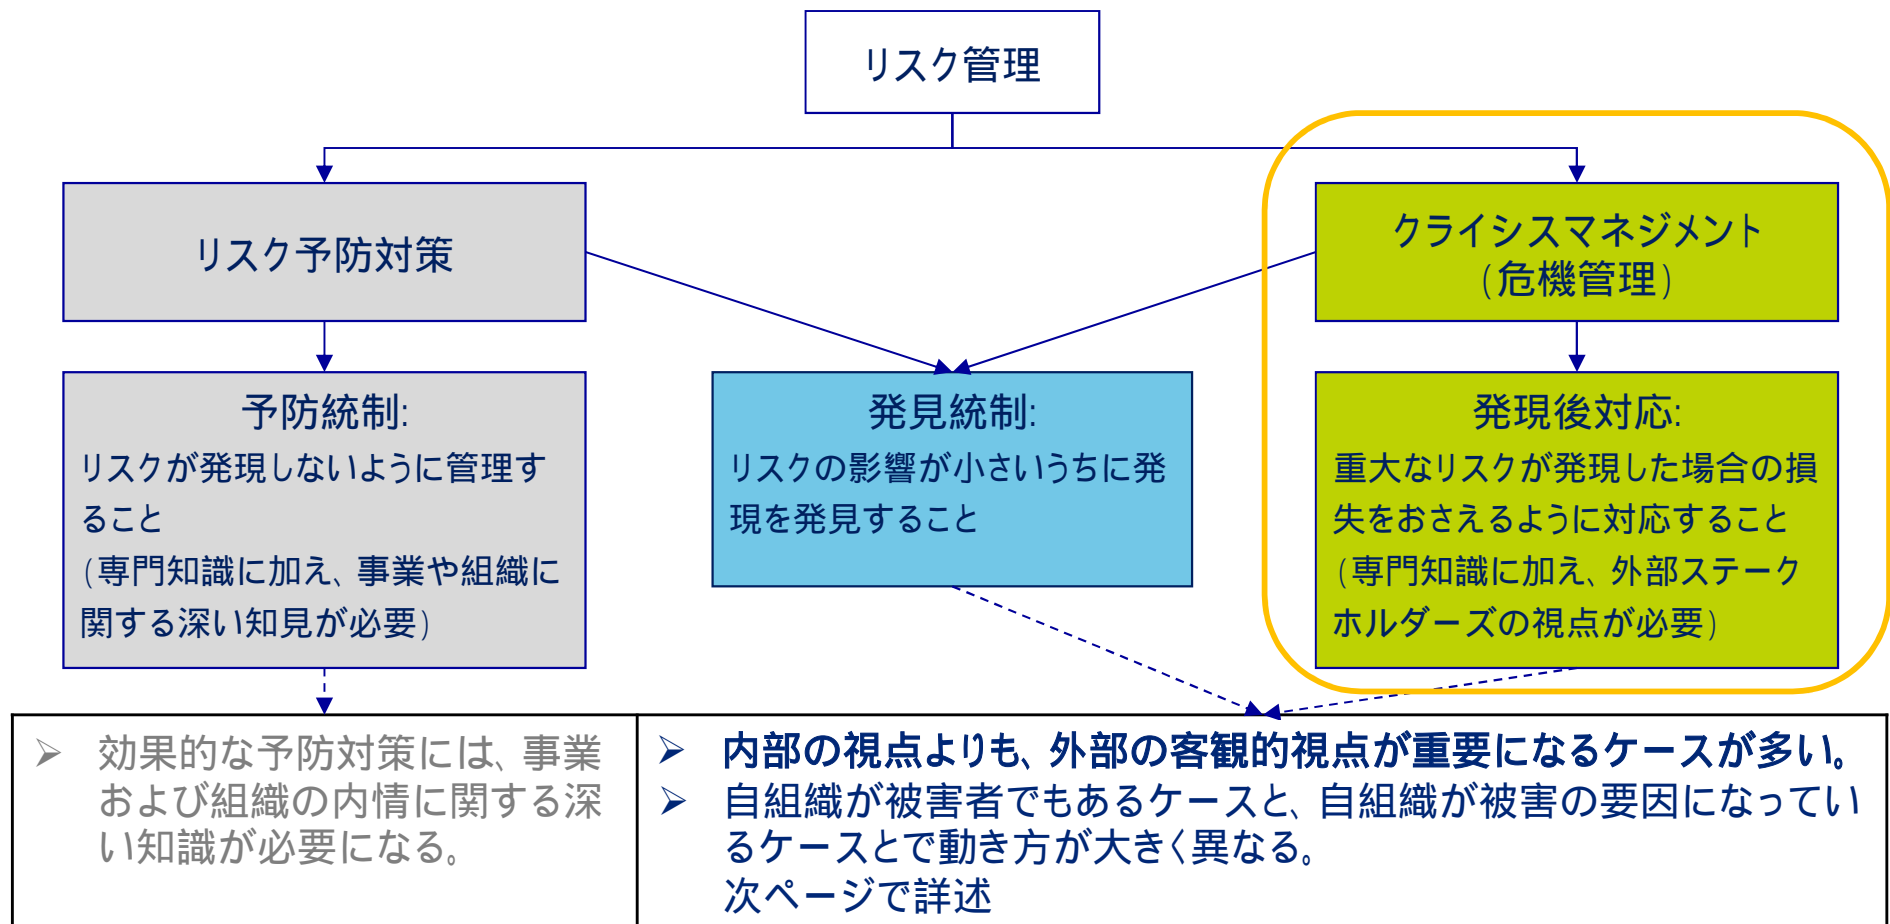 リスク管理
リスク予防対策
クライシスマネジメント
(危機管理)
予防統制:
リスクが発現しないように管理す
ること
(専門知識に加え、事業や組織に
関する深い知見が必要)
発見統制:
リスクの影響が小さいうちに発
現を発見すること
発現後対応:
重大なリスクが発現した場合の損
失をおさえるように対応すること
(専門知識に加え、外部ステーク
ホルダーズの視点が必要)
➢ 効果的な予防対策には、事業
および組織の内情に関する深
い知識が必要になる。
➢ 内部の視点よりも、外部の客観的視点が重要になるケースが多い。
➢ 自組織が被害者でもあるケースと、自組織が被害の要因になってい
るケースとで動き方が大きく異なる。
次ページで詳述